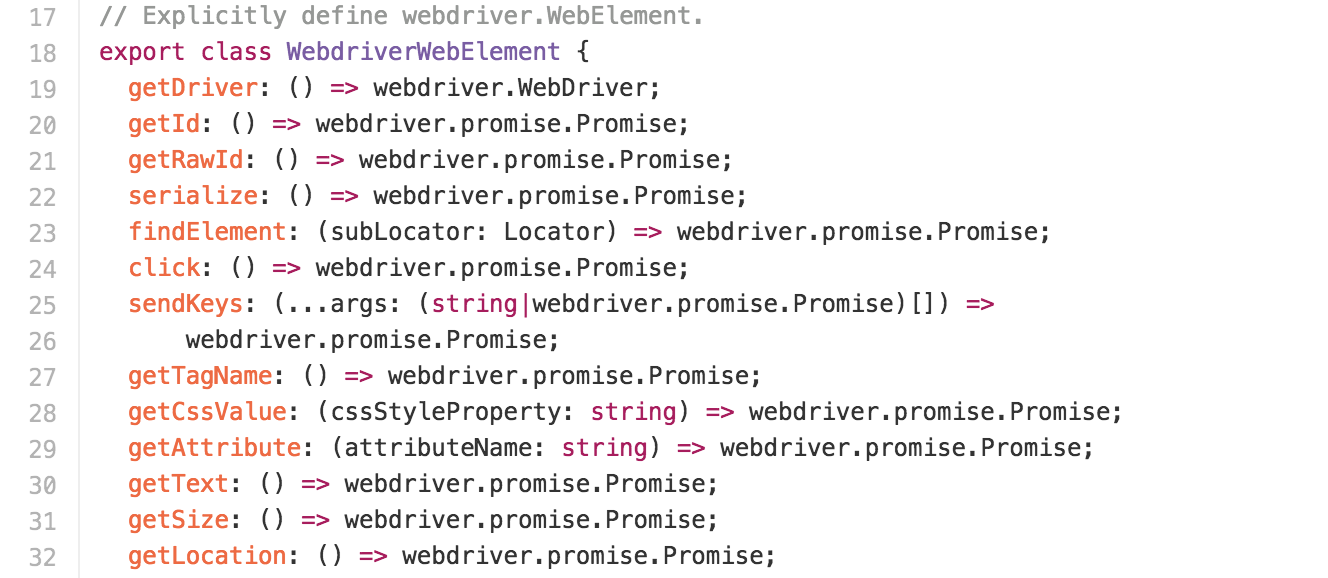 17 // Explicitly define webdriver.WebElement.
18 export class WebdriverWebElement {
19 getDriver: () => webdriver.WebDriver;
20 getId: () => webdriver.promise.Promise;
21 getRawId: () => webdriver.promise.Promise;
22 serialize: () => webdriver.promise.Promise;
23 findElement: (subLocator: Locator) => webdriver.promise.Promise;
24 click: () => webdriver.promise.Promise;
25 sendKeys: (...args: (string|webdriver.promise.Promise)[]) =>
26 webdriver.promise.Promise;
27 getTagName: () => webdriver.promise.Promise;
28 getCssValue: (cssStyleProperty: string) => webdriver.promise.Promise;
29 getAttribute: (attributeName: string) => webdriver.promise.Promise;
30 getText: () => webdriver.promise.Promise;
31 getSize: () => webdriver.promise.Promise;
32 getLocation: () => webdriver.promise.Promise;